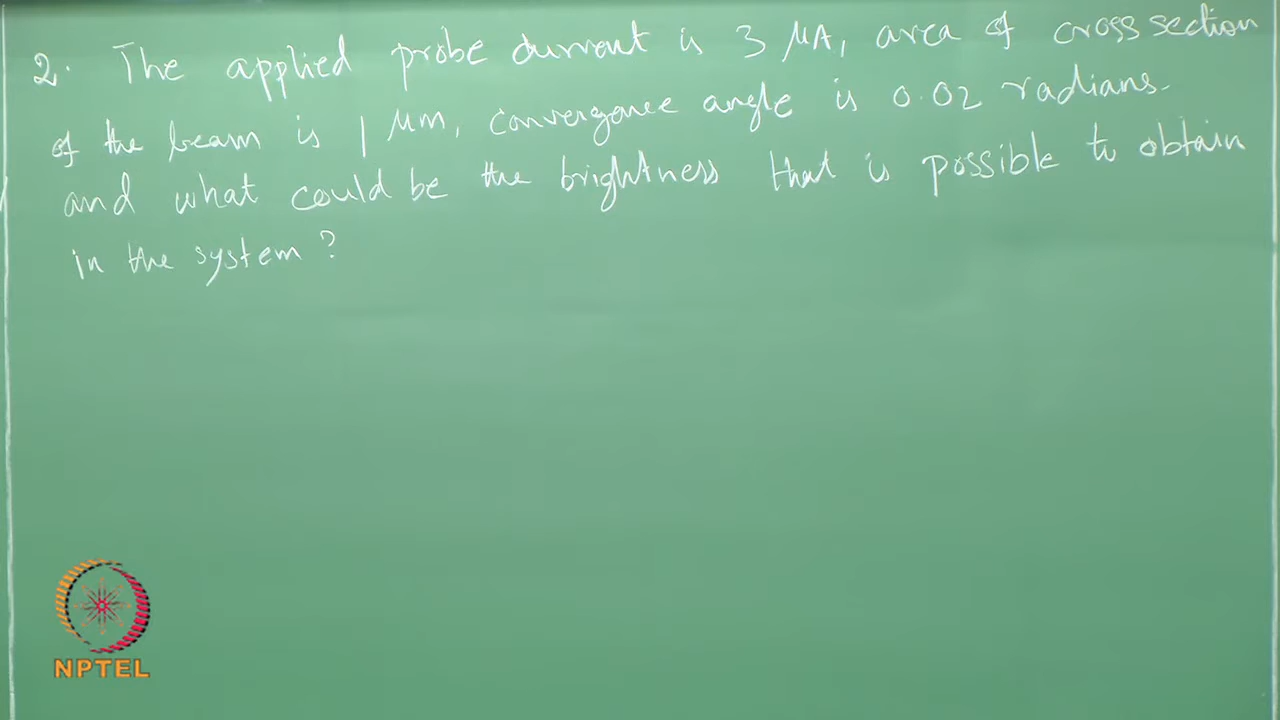 2. The applied probe current is 3 μA, area of cross section
of the beam is 1 μm, convergence angle is 0.02 radians.
and what could be the brightness that is possible to obtain
in the system?
NPTEL